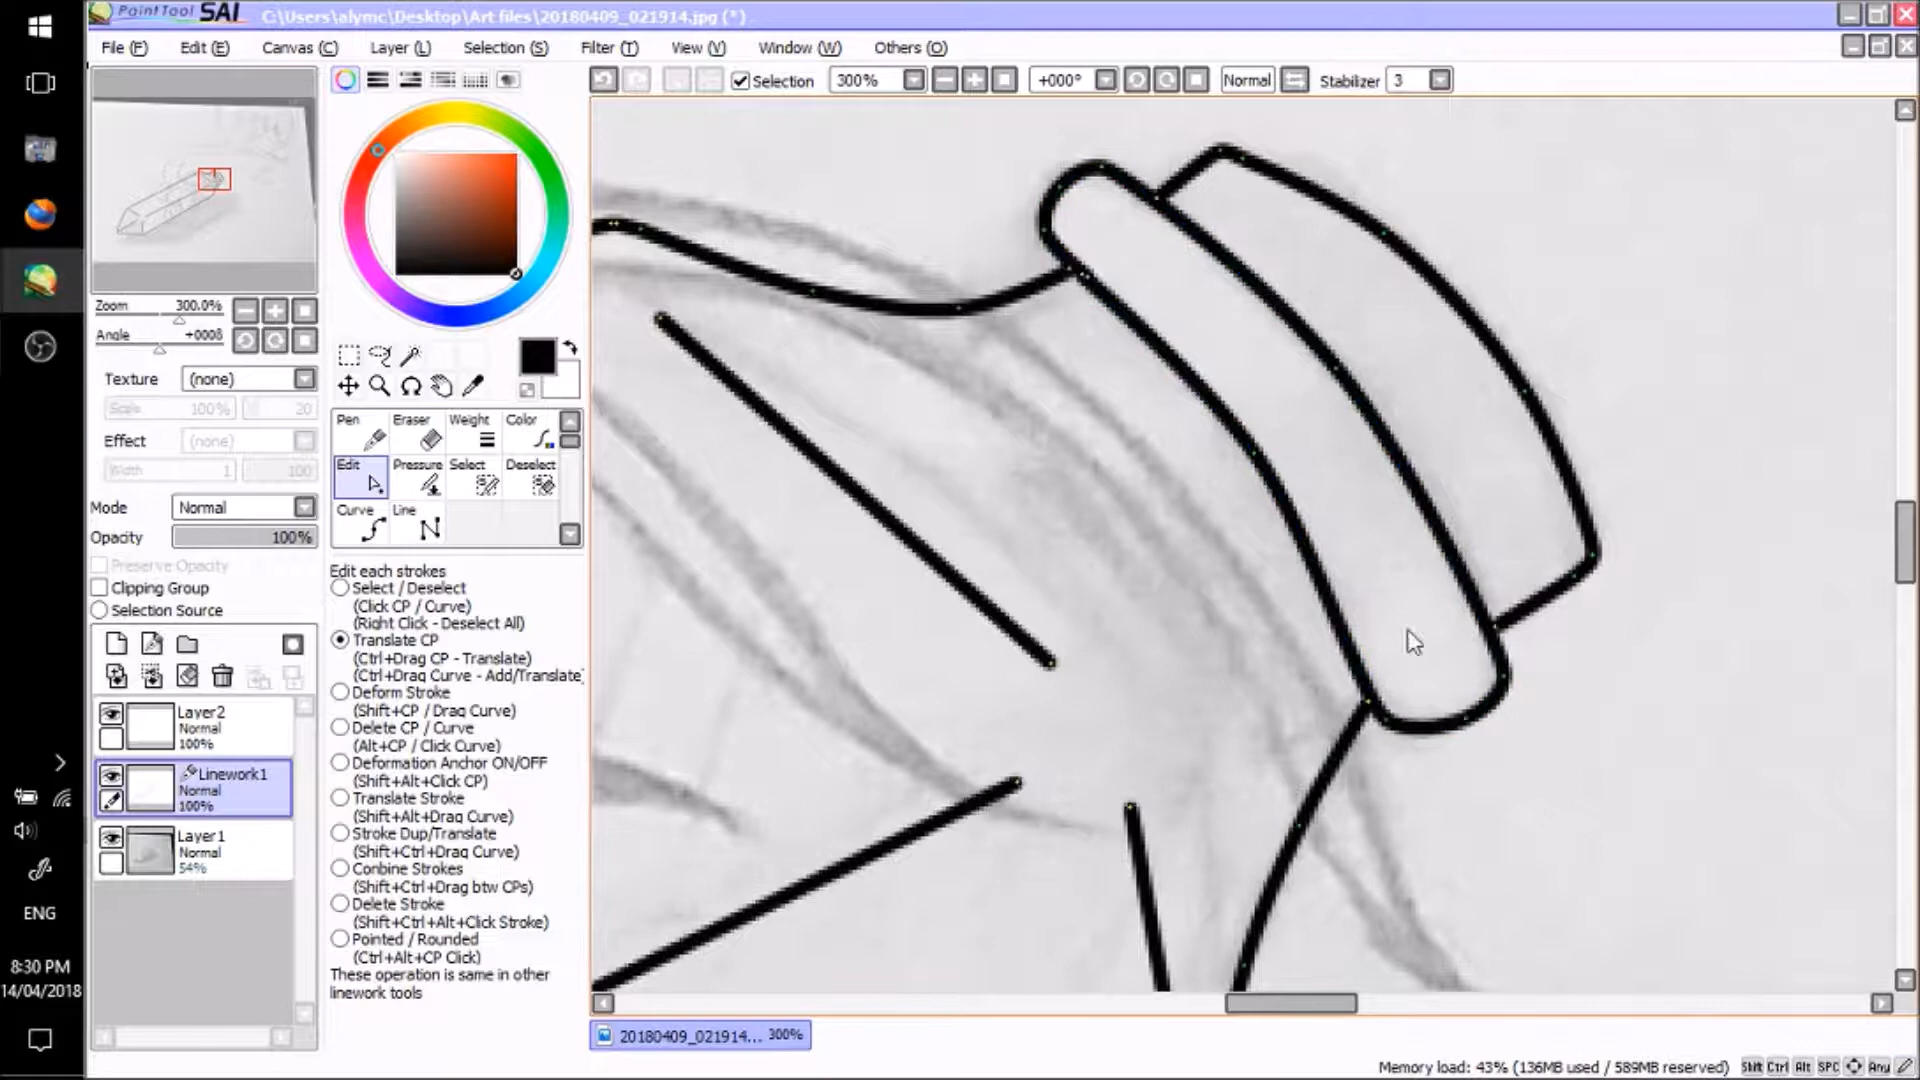 PaintTool SAI C:\Users\alymc\Desktop\Art files\20180409_021914.jpg (*)
File (F) Edit (E) Canvas (C) Layer (L) Selection (S) Filter (T) View (V) Window (W) Others (O)
Selection 300% +000° Normal Stabilizer 3
Zoom 300.0%
Angle
Texture (none)
Scale 100% 20
Effect (none)
Width 1 100
Mode Normal
Opacity 100%
Preserve Opacity
Clipping Group
Selection Source
Layer2
Normal
100%
Linework1
Normal
100%
Layer1
Normal
54%
Pen Eraser Weight Color
Edit Pressure Select Deselect
Curve Line
Edit each strokes
Select / Deselect
(Click CP / Curve)
(Right Click - Deselect All)
Translate CP
(Ctrl+Drag CP - Translate)
(Ctrl+Drag Curve - Add/Translate)
Deform Stroke
(Shift+CP / Drag Curve)
Delete CP / Curve
(Alt+CP / Click Curve)
Deformation Anchor ON/OFF
(Shift+Alt+Click CP)
Translate Stroke
(Shift+Alt+Drag Curve)
Stroke Dup/Translate
(Shift+Ctrl+Drag Curve)
Conbine Strokes
(Shift+Ctrl+Drag btw CPs)
Delete Stroke
(Shift+Ctrl+Alt+Click Stroke)
Pointed / Rounded
(Ctrl+Alt+CP Click)
These operation is same in other
linework tools
ENG
8:30 PM
14/04/2018
20180409_021914... 300%
Memory load: 43% (136MB used / 589MB reserved) Shift Ctrl Alt SPC Any